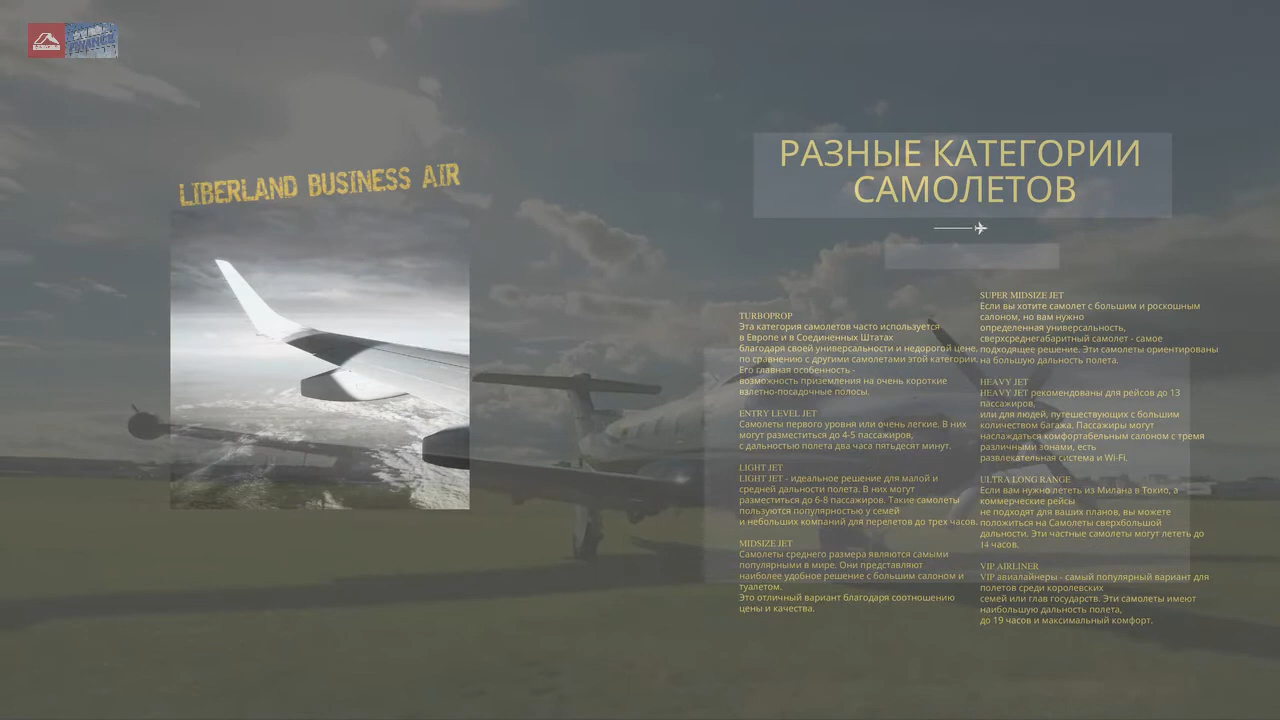 FINANCE
LIBERLAND BUSINESS AIR
РАЗНЫЕ КАТЕГОРИИ
САМОЛЕТОВ
TURBOPROP
Эта категория самолетов часто используется
в Европе и в Соединенных Штатах
благодаря своей универсальности и недорогой цене,
по сравнению с другими самолетами этой категории.
Его главная особенность -
возможность приземления на очень короткие
взлетно-посадочные полосы.
ENTRY LEVEL JET
Самолеты первого уровня или очень легкие. В них
могут разместиться до 4-5 пассажиров,
с дальностью полета два часа пятьдесят минут.
LIGHT JET
LIGHT JET - идеальное решение для малой и
средней дальности полета. В них могут
разместиться до 6-8 пассажиров. Такие самолеты
пользуются популярностью у семей
и небольших компаний для перелетов до трех часов.
MIDSIZE JET
Самолеты среднего размера являются самыми
популярными в мире. Они представляют
наиболее удобное решение с большим салоном и
туалетом.
Это отличный вариант благодаря соотношению
цены и качества.
SUPER MIDSIZE JET
Если вы хотите самолет с большим и роскошным
салоном, но вам нужно
определенная универсальность,
сверхсреднегабаритный самолет - самое
подходящее решение. Эти самолеты ориентированы
на большую дальность полета.
HEAVY JET
HEAVY JET рекомендованы для рейсов до 13
пассажиров,
или для людей, путешествующих с большим
количеством багажа. Пассажиры могут
наслаждаться комфортабельным салоном с тремя
различными зонами, есть
развлекательная система и Wi-Fi.
ULTRA LONG RANGE
Если вам нужно лететь из Милана в Токио, а
коммерческие рейсы
не подходят для ваших планов, вы можете
положиться на Самолеты сверхбольшой
дальности. Эти частные самолеты могут лететь до
14 часов.
VIP AIRLINER
VIP авиалайнеры - самый популярный вариант для
полетов среди королевских
семей или глав государств. Эти самолеты имеют
наибольшую дальность полета,
до 19 часов и максимальный комфорт.